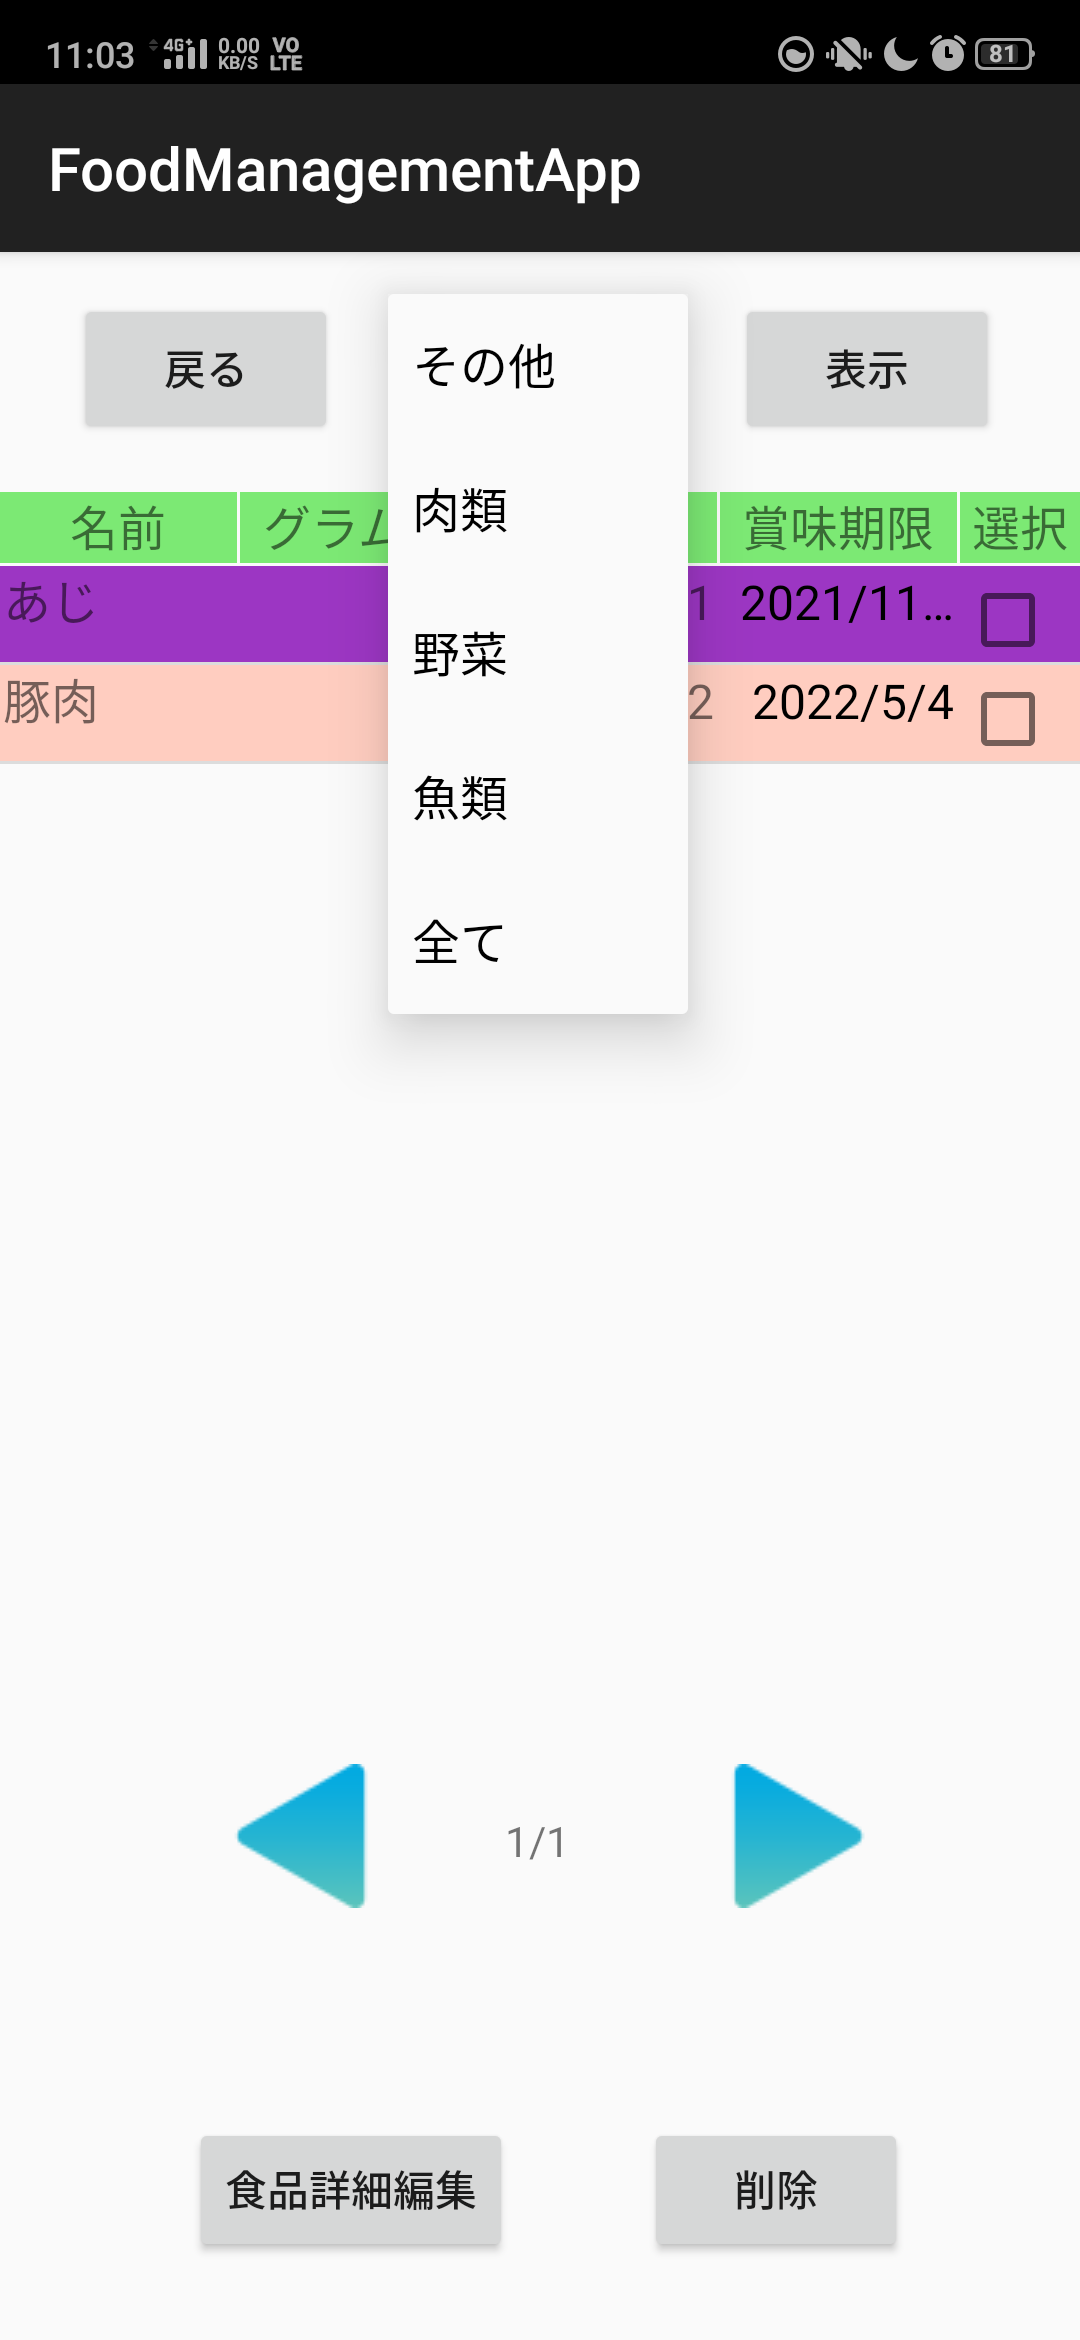 11:03 4G+ 0.00 KB/S VO LTE 81
FoodManagementApp
戻る
表示
その他
肉類
野菜
魚類
全て
名前 グラム 賞味期限 選択
あじ 1 2021/11...
豚肉 2 2022/5/4
1/1
食品詳細編集
削除